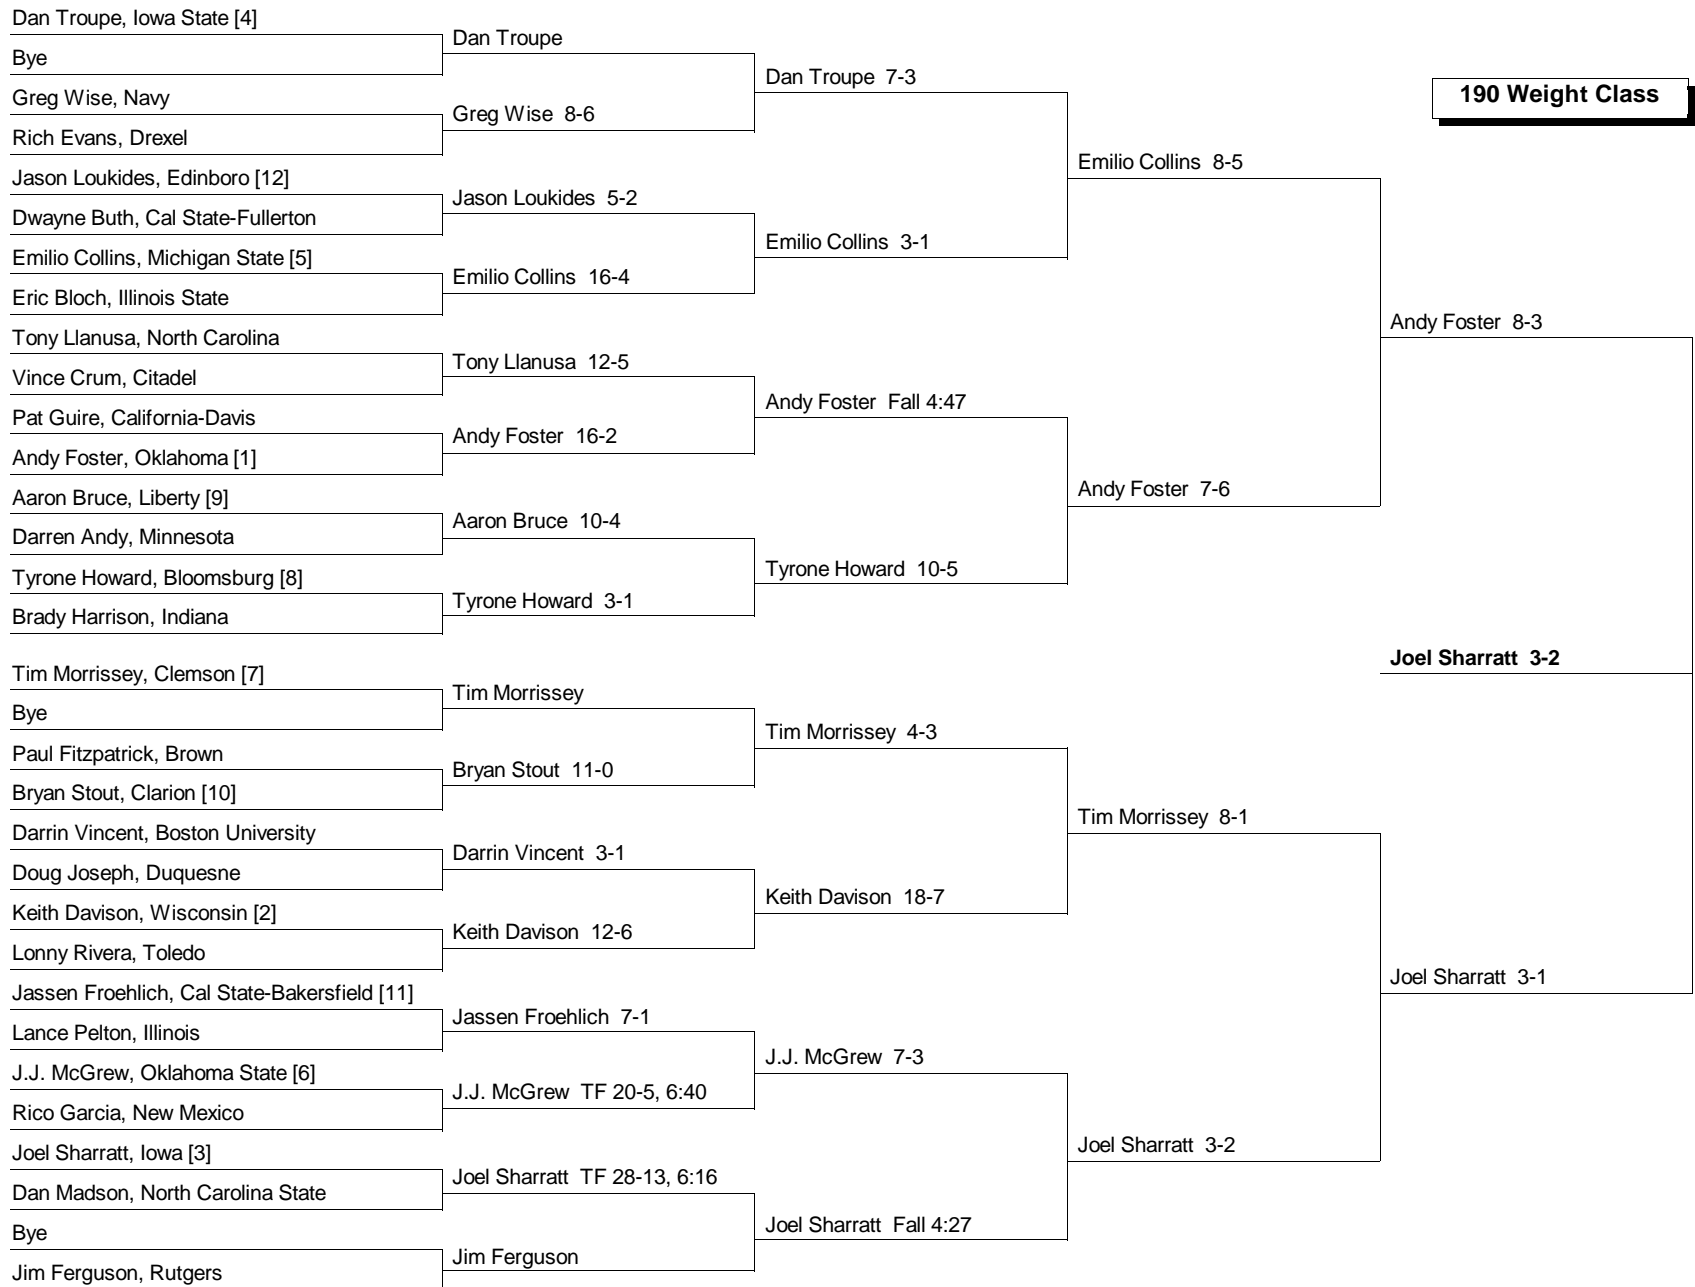 Dan Troupe, Iowa State [4]
Bye
Greg Wise, Navy
Rich Evans, Drexel
Jason Loukides, Edinboro [12]
Dwayne Buth, Cal State-Fullerton
Emilio Collins, Michigan State [5]
Eric Bloch, Illinois State
Tony Llanusa, North Carolina
Vince Crum, Citadel
Pat Guire, California-Davis
Andy Foster, Oklahoma [1]
Aaron Bruce, Liberty [9]
Darren Andy, Minnesota
Tyrone Howard, Bloomsburg [8]
Brady Harrison, Indiana
Tim Morrissey, Clemson [7]
Bye
Paul Fitzpatrick, Brown
Bryan Stout, Clarion [10]
Darrin Vincent, Boston University
Doug Joseph, Duquesne
Keith Davison, Wisconsin [2]
Lonny Rivera, Toledo
Jassen Froehlich, Cal State-Bakersfield [11]
Lance Pelton, Illinois
J.J. McGrew, Oklahoma State [6]
Rico Garcia, New Mexico
Joel Sharratt, Iowa [3]
Dan Madson, North Carolina State
Bye
Jim Ferguson, Rutgers
Dan Troupe
Greg Wise 8-6
Jason Loukides 5-2
Emilio Collins 16-4
Tony Llanusa 12-5
Andy Foster 16-2
Aaron Bruce 10-4
Tyrone Howard 3-1
Tim Morrissey
Bryan Stout 11-0
Darrin Vincent 3-1
Keith Davison 12-6
Jassen Froehlich 7-1
J.J. McGrew TF 20-5, 6:40
Joel Sharratt TF 28-13, 6:16
Jim Ferguson
Dan Troupe 7-3
Emilio Collins 3-1
Andy Foster Fall 4:47
Tyrone Howard 10-5
Tim Morrissey 4-3
Keith Davison 18-7
J.J. McGrew 7-3
Joel Sharratt Fall 4:27
Emilio Collins 8-5
Andy Foster 7-6
Tim Morrissey 8-1
Joel Sharratt 3-2
190 Weight Class
Andy Foster 8-3
Joel Sharratt 3-2
Joel Sharratt 3-1